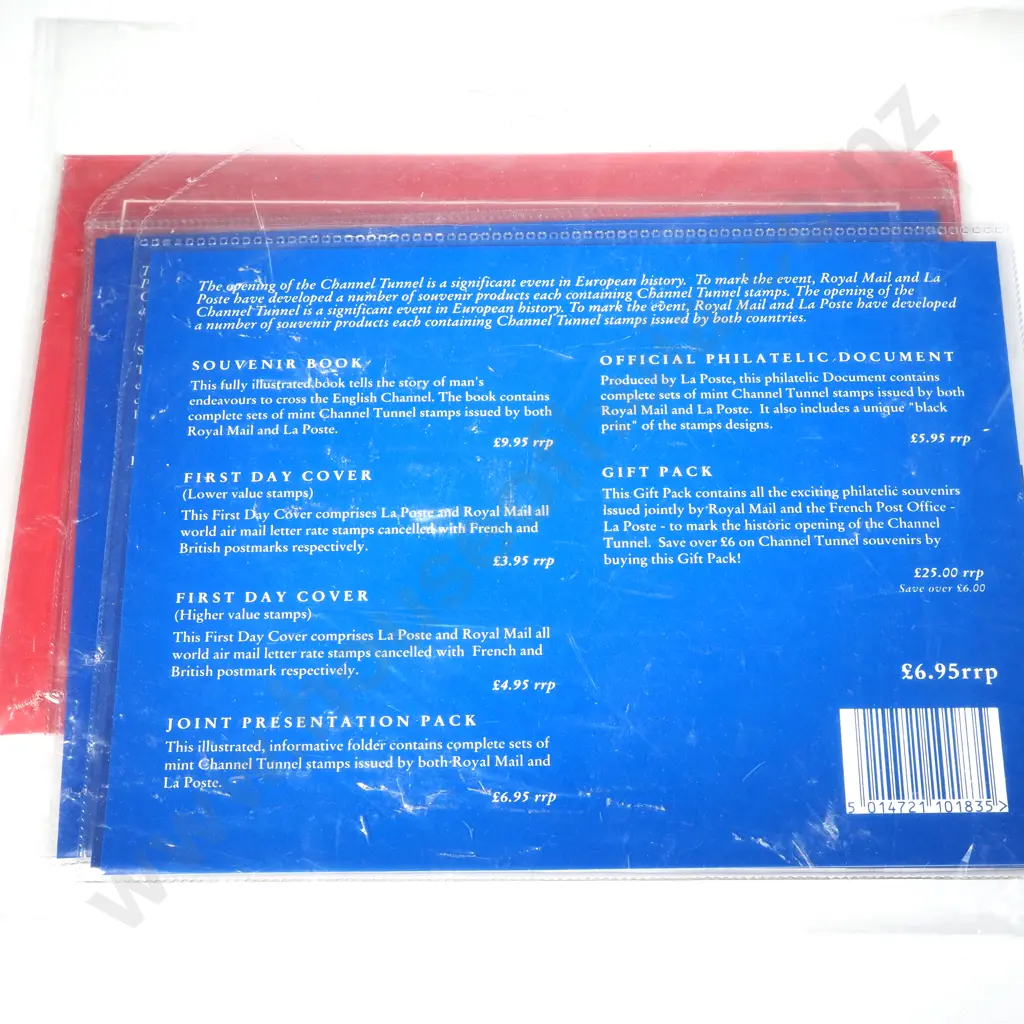 The opening of the Channel Tunnel is a significant event in European history. To mark the event, Royal Mail and La
Poste have developed a number of souvenir products each containing Channel Tunnel stamps. The opening of the
Channel Tunnel is a significant event in European history. To mark the event, Royal Mail and La Poste have developed
a number of souvenir products each containing Channel Tunnel stamps issued by both countries.
SOUVENIR BOOK
This fully illustrated book tells the story of man's
endeavours to cross the English Channel. The book contains
complete sets of mint Channel Tunnel stamps issued by both
Royal Mail and La Poste.
£9.95 rrp
FIRST DAY COVER
(Lower value stamps)
This First Day Cover comprises La Poste and Royal Mail all
world air mail letter rate stamps cancelled with French and
British postmarks respectively.
£3.95 rrp
FIRST DAY COVER
(Higher value stamps)
This First Day Cover comprises La Poste and Royal Mail all
world air mail letter rate stamps cancelled with French and
British postmark respectively.
£4.95 rrp
JOINT PRESENTATION PACK
This illustrated, informative folder contains complete sets of
mint Channel Tunnel stamps issued by both Royal Mail and
La Poste.
£6.95 rrp
OFFICIAL PHILATELIC DOCUMENT
Produced by La Poste, this philatelic Document contains
complete sets of mint Channel Tunnel stamps issued by both
Royal Mail and La Poste. It also includes a unique "black
print" of the stamps designs.
£5.95 rrp
GIFT PACK
This Gift Pack contains all the exciting philatelic souvenirs
issued jointly by Royal Mail and the French Post Office -
La Poste - to mark the historic opening of the Channel
Tunnel. Save over £6 on Channel Tunnel souvenirs by
buying this Gift Pack!
£25.00 rrp
Save over £6.00
£6.95rrp
5 014721 101835 >